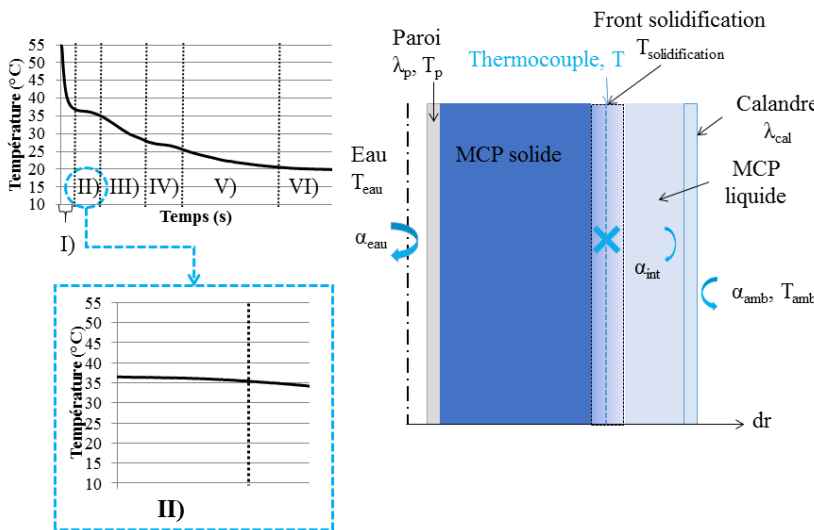 Température (°C)
55
50
45
40
35
30
25
20
15
10
II)
III)
IV)
V)
VI)
Temps (s)
I)
Température (°C)
55
50
45
40
35
30
25
20
15
10
II)
Front solidification
T solidification
Paroi
λp, Tp
Thermocouple, T
Calandre
λcal
Eau
Teau
MCP solide
MCP
liquide
αeau
αint
αamb, Tamb
dr